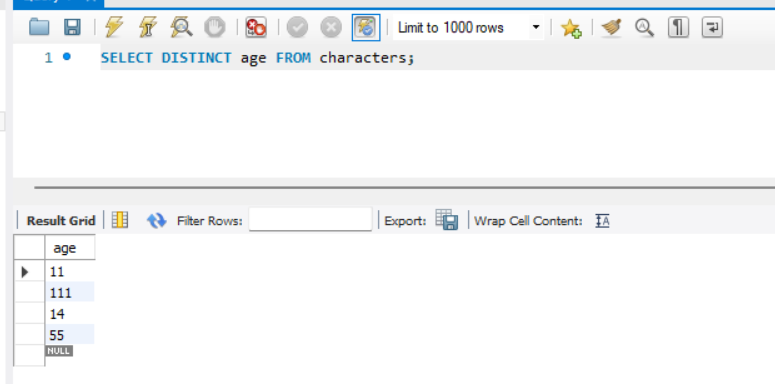 Limit to 1000 rows
1 SELECT DISTINCT age FROM characters;
Result Grid Filter Rows: Export: Wrap Cell Content: IA
age
11
111
14
55
NULL